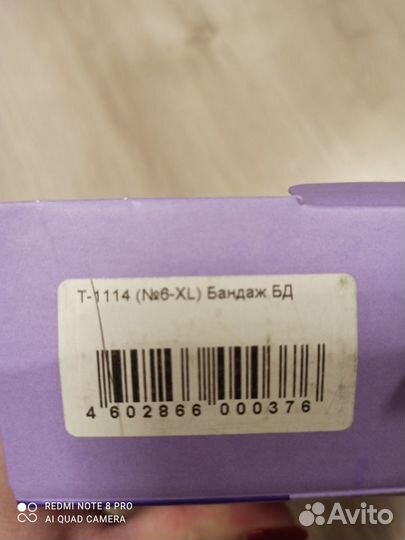 Т-1114 (№6-XL) Бандаж БД
4 602866 000376
REDMI NOTE 8 PRO
AI QUAD CAMERA
Avito